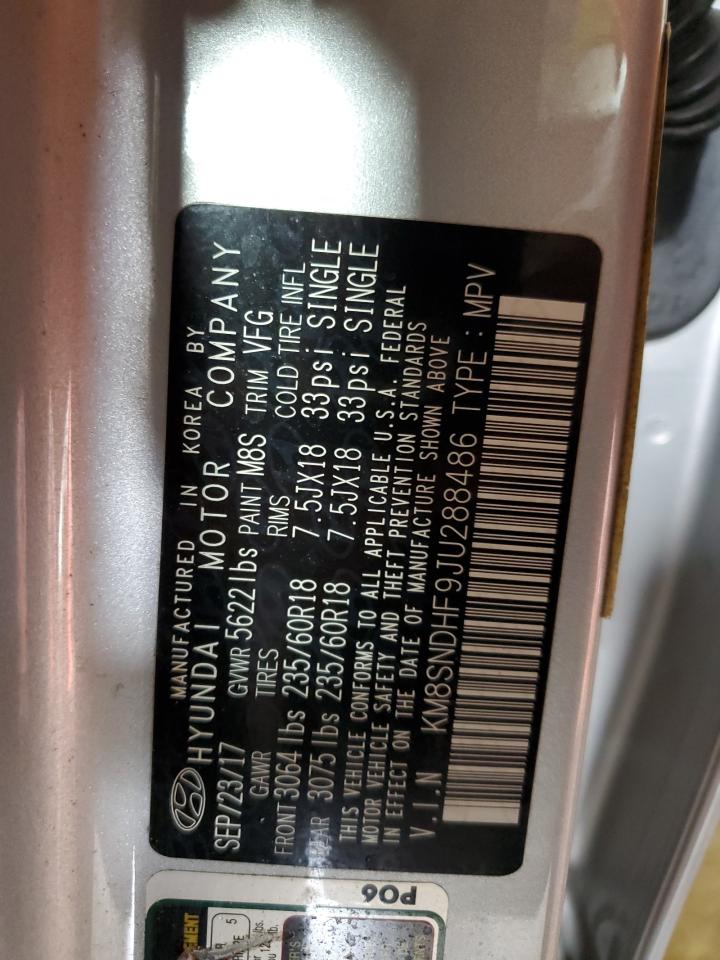 MANUFACTURED IN KOREA BY
HYUNDAI MOTOR COMPANY
SEP/23/17 GVWR 5622lbs PAINT M8S TRIM VFG
GAWR TIRES RIMS COLD TIRE INFL
FRONT 3064lbs 235/60R18 7.5JX18 33psi SINGLE
REAR 3075lbs 235/60R18 7.5JX18 33psi SINGLE
THIS VEHICLE CONFORMS TO ALL APPLICABLE U.S.A. FEDERAL
MOTOR VEHICLE SAFETY AND THEFT PREVENTION STANDARDS
IN EFFECT ON THE DATE OF MANUFACTURE SHOWN ABOVE
V.I.N KM8SNDHF9JU288486 TYPE : MPV
P06
5